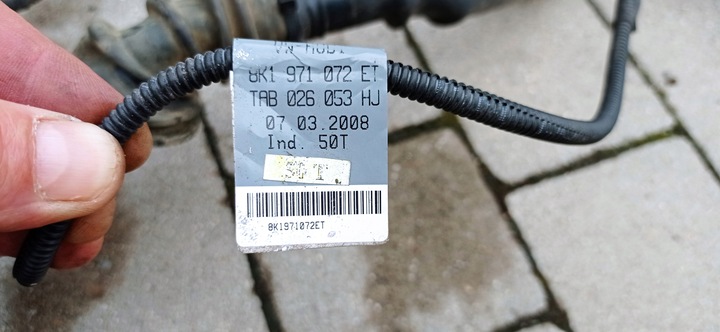 8K1 971 072 ET
TAB 026 053 HJ
07.03.2008
Ind. 50T
8K1971072ET